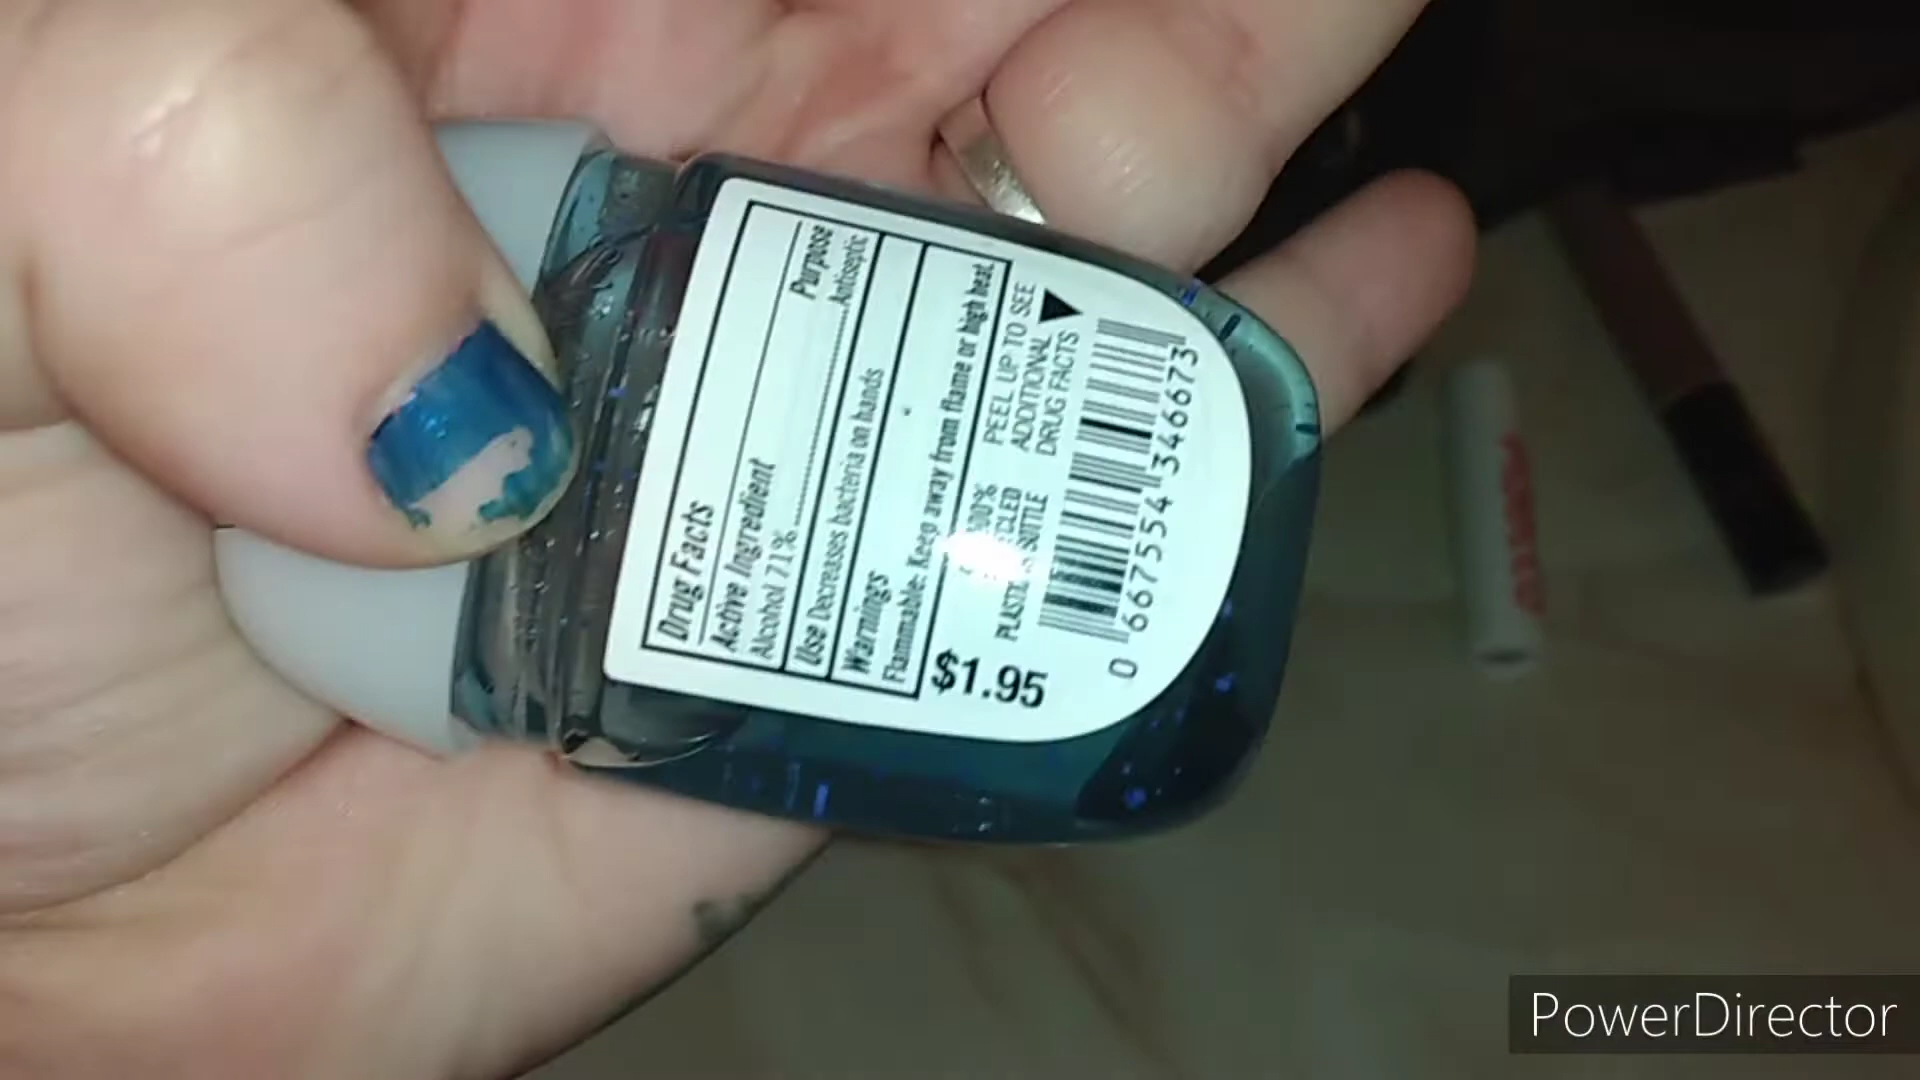 Drug Facts
Active Ingredient Purpose
Alcohol 71%..........Antiseptic
Use Decreases bacteria on hands
Warnings
Flammable: Keep away from flame or high heat.
$1.95
PEEL UP TO SEE
ADDITIONAL
DRUG FACTS
0 667554 346673
PowerDirector